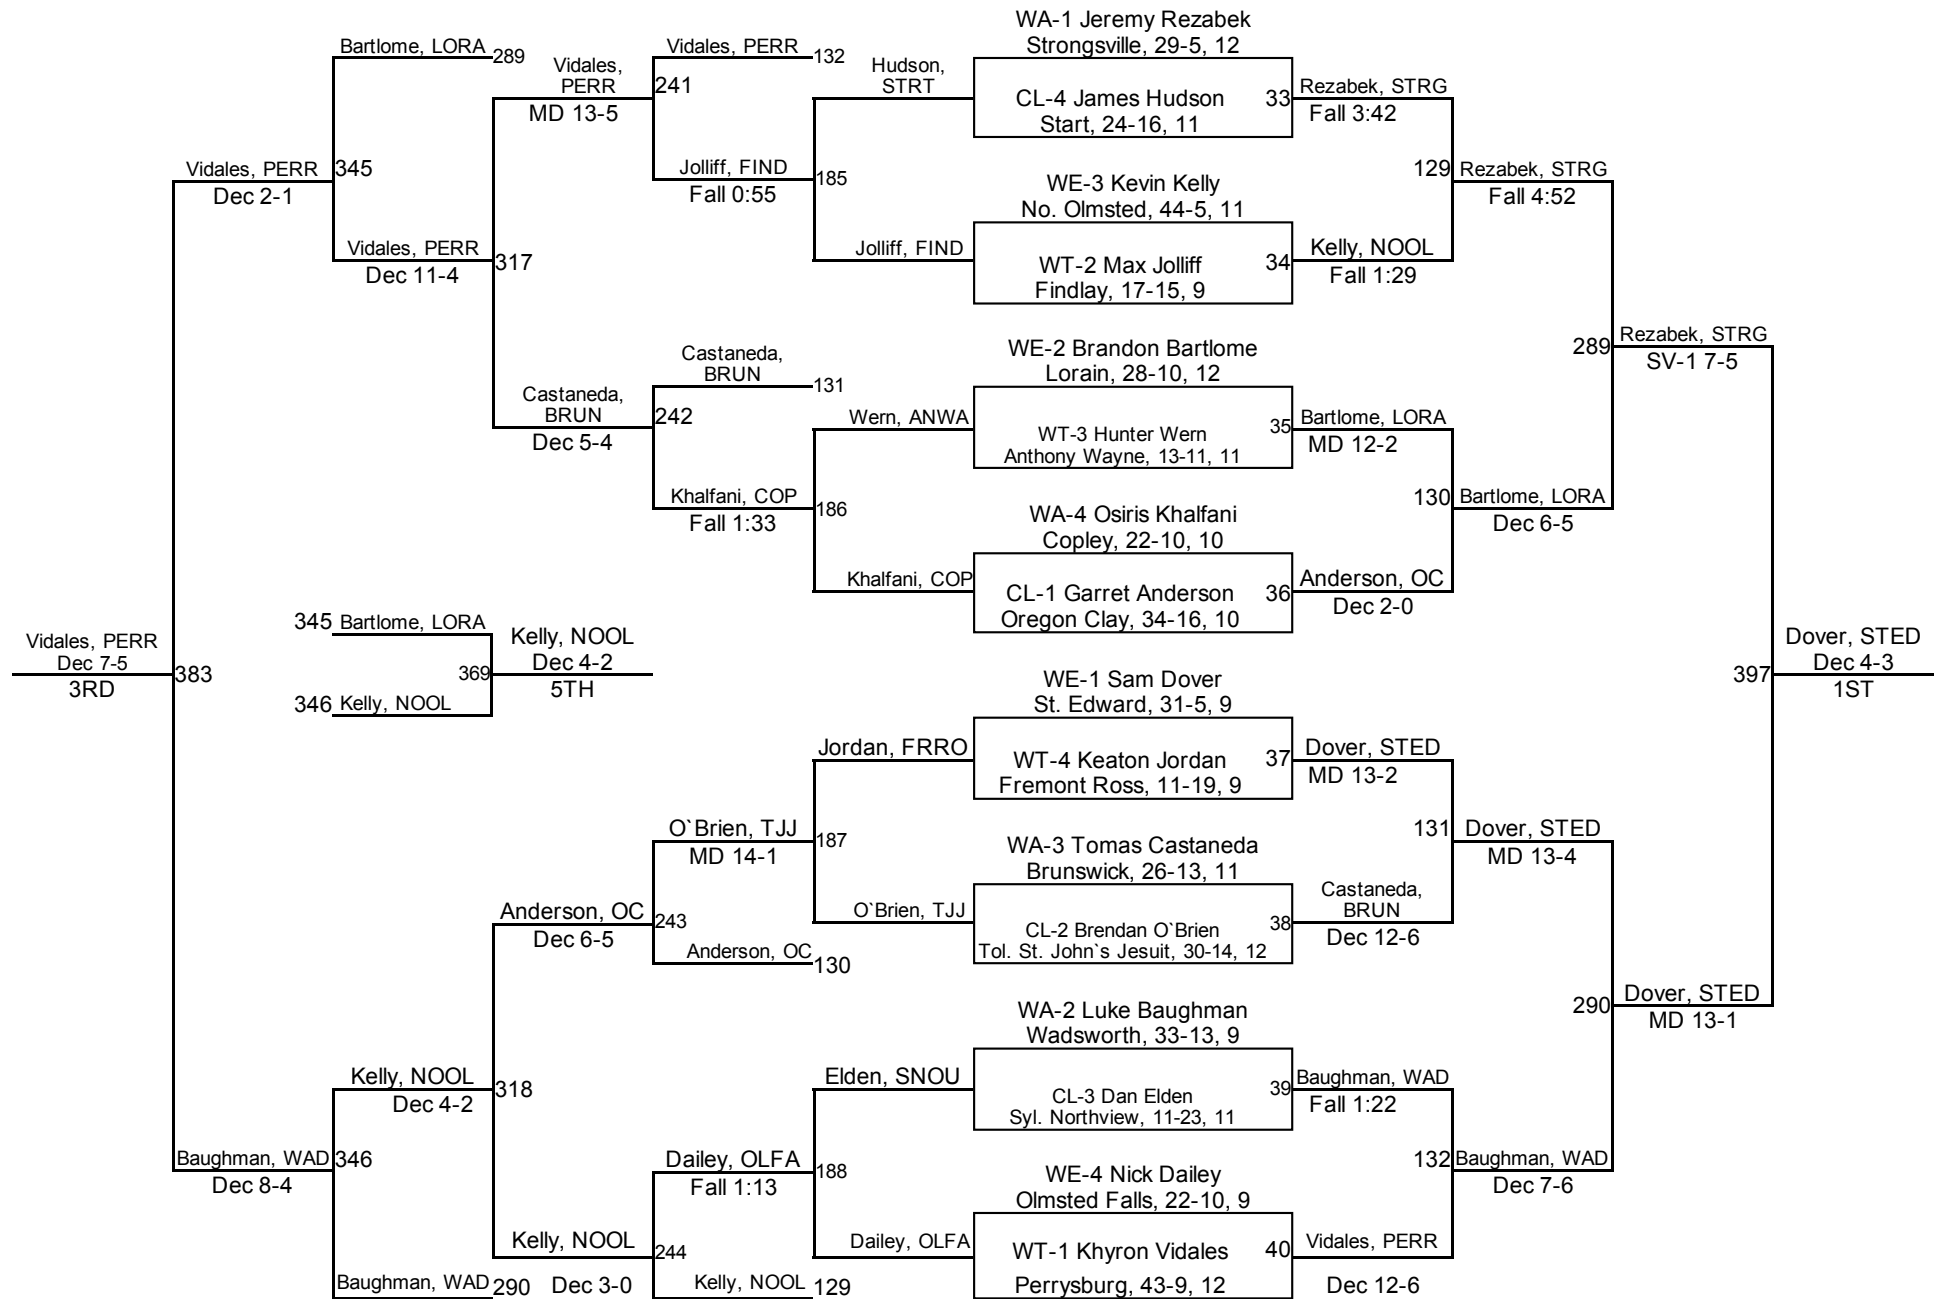 WA-1 Jeremy Rezabek
Strongsville, 29-5, 12
CL-4 James Hudson
Start, 24-16, 11
33
WE-3 Kevin Kelly
No. Olmsted, 44-5, 11
WT-2 Max Jolliff
Findlay, 17-15, 9
34
WE-2 Brandon Bartlome
Lorain, 28-10, 12
WT-3 Hunter Wern
Anthony Wayne, 13-11, 11
35
WA-4 Osiris Khalfani
Copley, 22-10, 10
CL-1 Garret Anderson
Oregon Clay, 34-16, 10
36
WE-1 Sam Dover
St. Edward, 31-5, 9
WT-4 Keaton Jordan
Fremont Ross, 11-19, 9
37
WA-3 Tomas Castaneda
Brunswick, 26-13, 11
CL-2 Brendan O`Brien
Tol. St. John`s Jesuit, 30-14, 12
38
WA-2 Luke Baughman
Wadsworth, 33-13, 9
CL-3 Dan Elden
Syl. Northview, 11-23, 11
39
WE-4 Nick Dailey
Olmsted Falls, 22-10, 9
WT-1 Khyron Vidales
Perrysburg, 43-9, 12
40
Rezabek, STRG
Fall 3:42
129
Kelly, NOOL
Fall 1:29
Bartlome, LORA
MD 12-2
130
Anderson, OC
Dec 2-0
Dover, STED
MD 13-2
131
Castaneda,
BRUN
Dec 12-6
Baughman, WAD
Fall 1:22
132
Vidales, PERR
Dec 12-6
Rezabek, STRG
Fall 4:52
289
Bartlome, LORA
Dec 6-5
Dover, STED
MD 13-4
290
Baughman, WAD
Dec 7-6
Rezabek, STRG
SV-1 7-5
397
Dover, STED
MD 13-1
Dover, STED
Dec 4-3
1ST
Hudson,
STRT
185
Jolliff, FIND
Wern, ANWA
186
Khalfani, COP
Jordan, FRRO
187
O`Brien, TJJ
Elden, SNOU
188
Dailey, OLFA
Vidales, PERR
132
241
Jolliff, FIND
Fall 0:55
Castaneda,
BRUN
131
242
Khalfani, COP
Fall 1:33
O`Brien, TJJ
MD 14-1
243
Anderson, OC
130
Dailey, OLFA
Fall 1:13
244
Kelly, NOOL
129
Vidales,
PERR
MD 13-5
317
Castaneda,
BRUN
Dec 5-4
Anderson, OC
Dec 6-5
318
Kelly, NOOL
Dec 3-0
Bartlome, LORA
289
345
Vidales, PERR
Dec 11-4
Kelly, NOOL
Dec 4-2
346
Baughman, WAD
290
Vidales, PERR
Dec 2-1
383
Baughman, WAD
Dec 8-4
Vidales, PERR
Dec 7-5
3RD
345
Bartlome, LORA
369
346
Kelly, NOOL
Kelly, NOOL
Dec 4-2
5TH